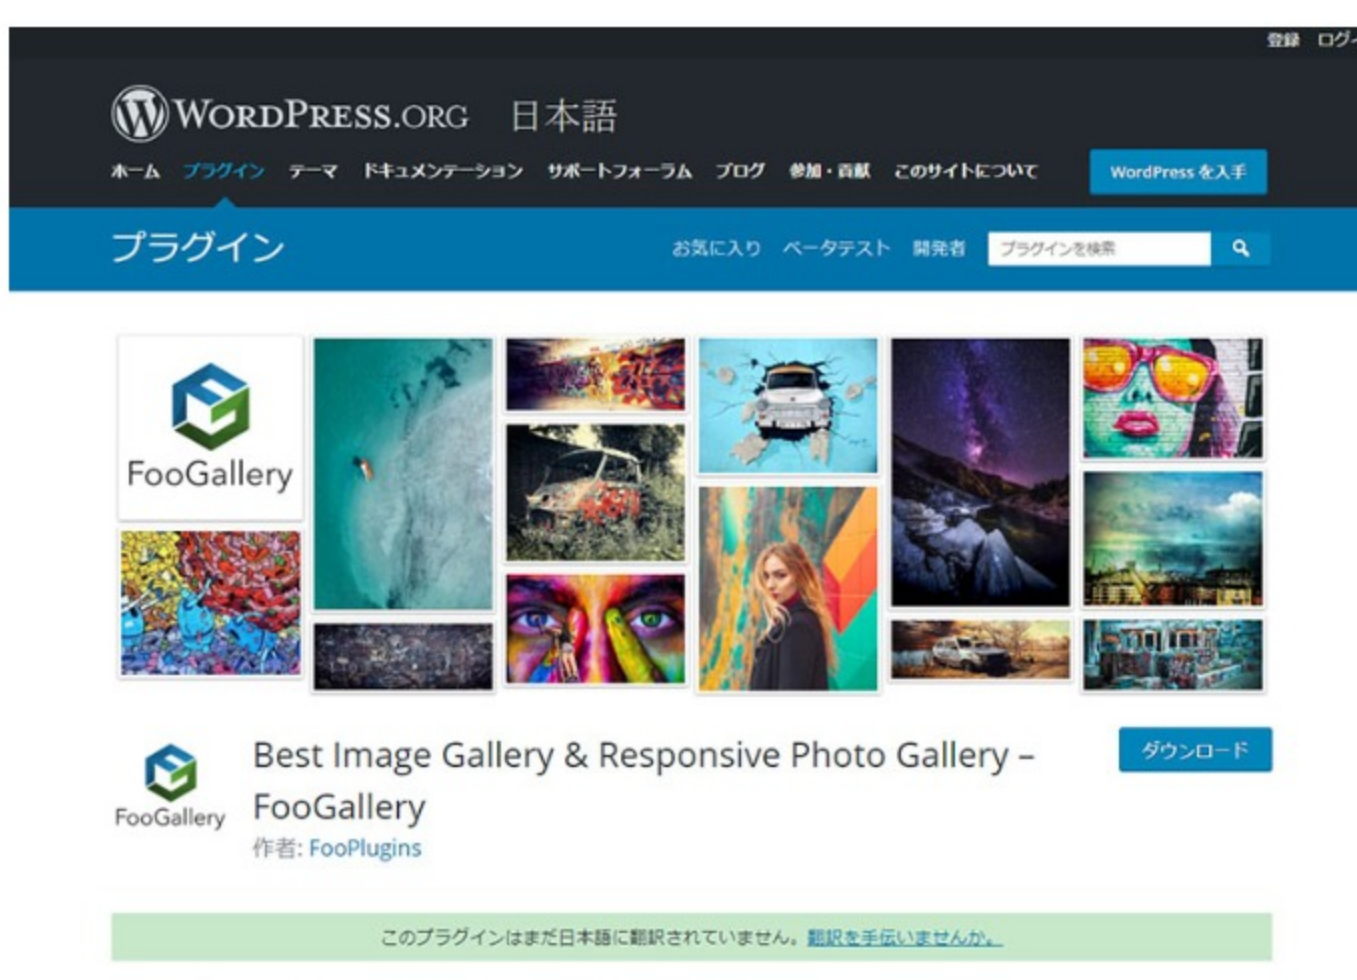 登録 ログイ
WORDPRESS.ORG 日本語
ホーム プラグイン テーマ ドキュメンテーション サポートフォーラム ブログ 参加・貢献 このサイトについて WordPress を入手
プラグイン お気に入り ベータテスト 開発者 プラグインを検索
FooGallery
Best Image Gallery & Responsive Photo Gallery – ダウンロード
FooGallery
FooGallery
作者: FooPlugins
このプラグインはまだ日本語に翻訳されていません。翻訳を手伝いませんか。